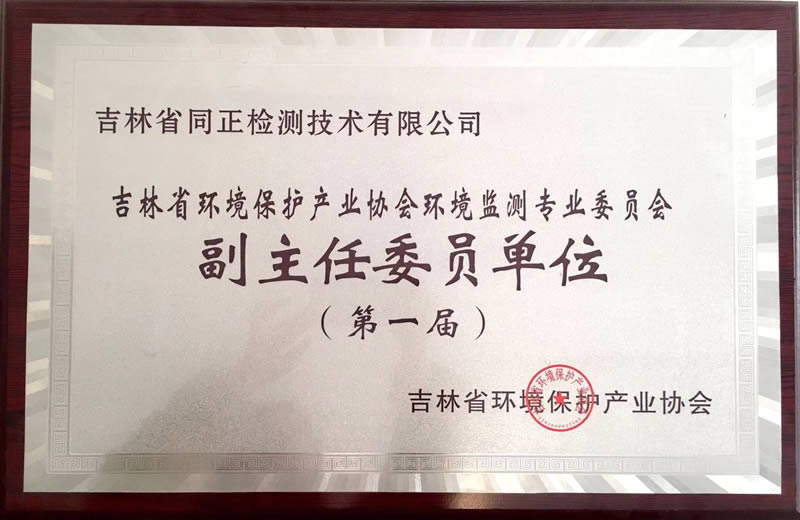 吉林省同正检测技术有限公司
吉林省环境保护产业协会环境监测专业委员会
副主任委员单位
（第一届）
吉林省环境保护产业协会